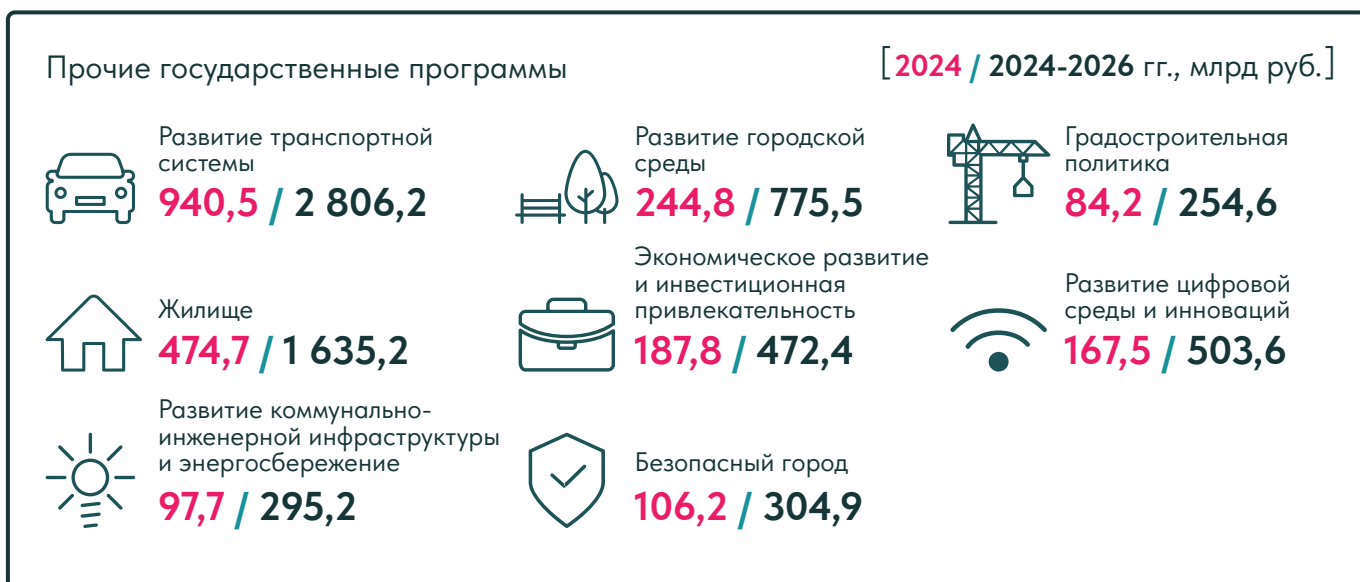 Прочие государственные программы
[2024 / 2024-2026 гг., млрд руб.]
Развитие транспортной
системы
940,5 / 2 806,2
Развитие городской
среды
244,8 / 775,5
Градостроительная
политика
84,2 / 254,6
Жилище
474,7 / 1 635,2
Экономическое развитие
и инвестиционная
привлекательность
187,8 / 472,4
Развитие цифровой
среды и инноваций
167,5 / 503,6
Развитие коммунально-
инженерной инфраструктуры
и энергосбережение
97,7 / 295,2
Безопасный город
106,2 / 304,9